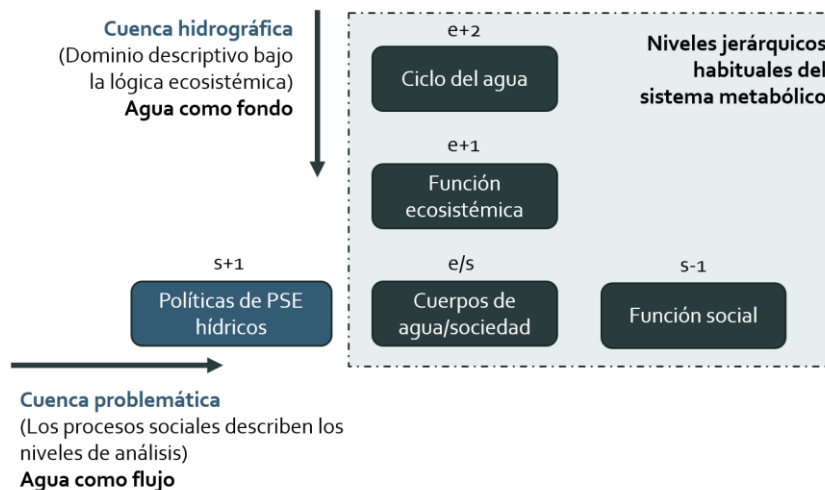 Cuenca hidrográfica
(Dominio descriptivo bajo
la lógica ecosistémica)
Agua como fondo
e+2
Ciclo del agua
Niveles jerárquicos
habituales del
sistema metabólico
e+1
Función
ecosistémica
s+1
Políticas de PSE
hídricos
e/s
Cuerpos de
agua/sociedad
s-1
Función social
Cuenca problemática
(Los procesos sociales describen los
niveles de análisis)
Agua como flujo